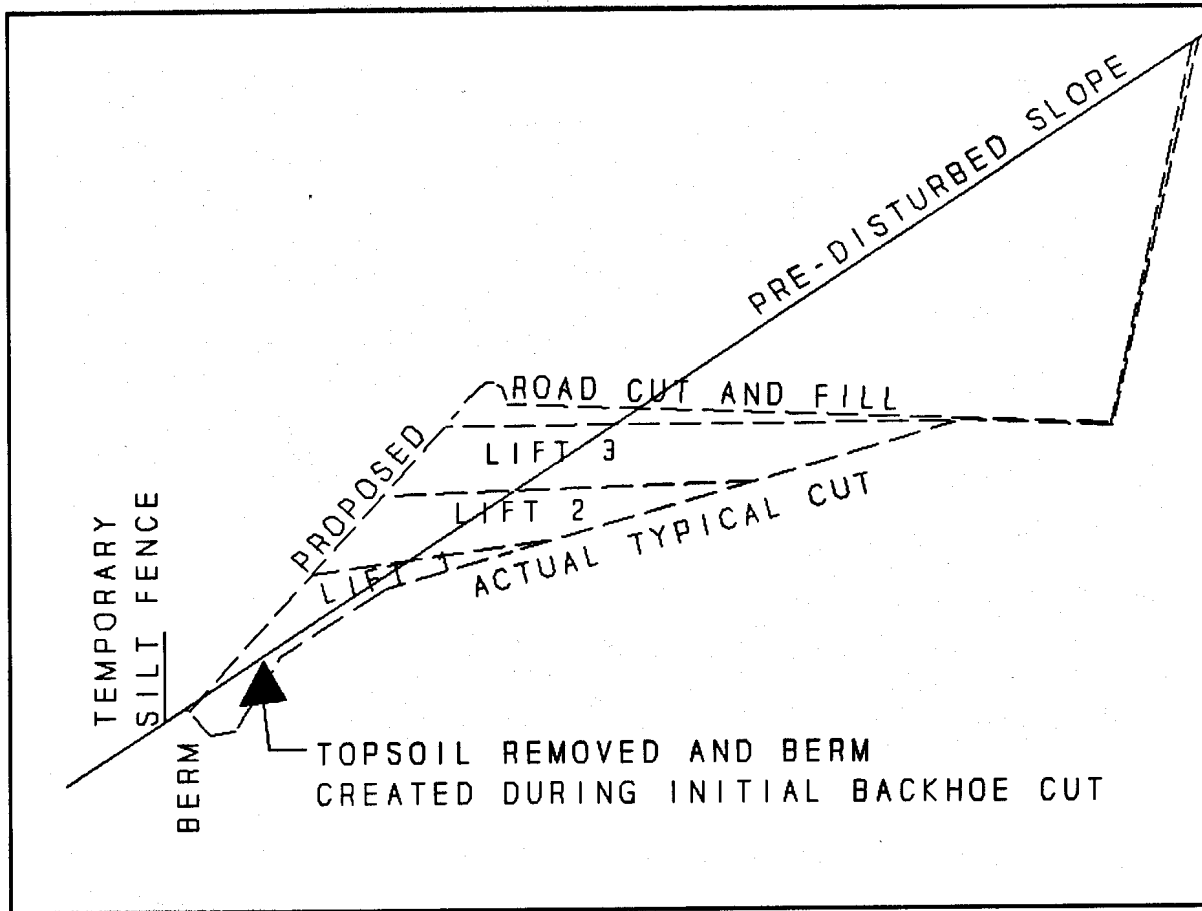 PRE-DISTURBED SLOPE
ROAD CUT AND FILL
PROPOSED
LIFT 3
LIFT 2
LIFT 1
ACTUAL TYPICAL CUT
TEMPORARY
SILT FENCE
BERM
TOPSOIL REMOVED AND BERM
CREATED DURING INITIAL BACKHOE CUT